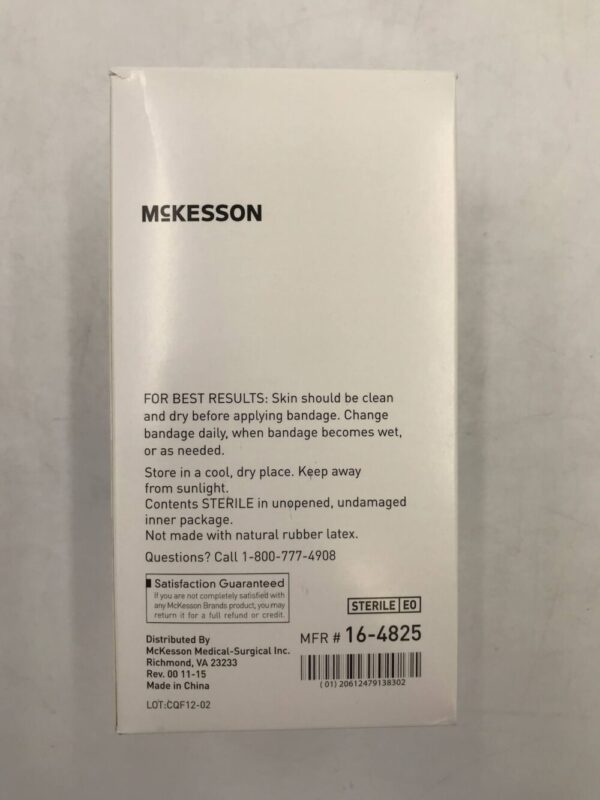 McKESSON
FOR BEST RESULTS: Skin should be clean
and dry before applying bandage. Change
bandage daily, when bandage becomes wet,
or as needed.
Store in a cool, dry place. Keep away
from sunlight.
Contents STERILE in unopened, undamaged
inner package.
Not made with natural rubber latex.
Questions? Call 1-800-777-4908
Satisfaction Guaranteed
If you are not completely satisfied with
any McKesson Brands product, you may
return it for a full refund or credit.
STERILE EO
Distributed By
McKesson Medical-Surgical Inc.
Richmond, VA 23233
Rev. 00 11-15
Made in China
MFR # 16-4825
(01) 20612479138302
LOT:CQF12-02